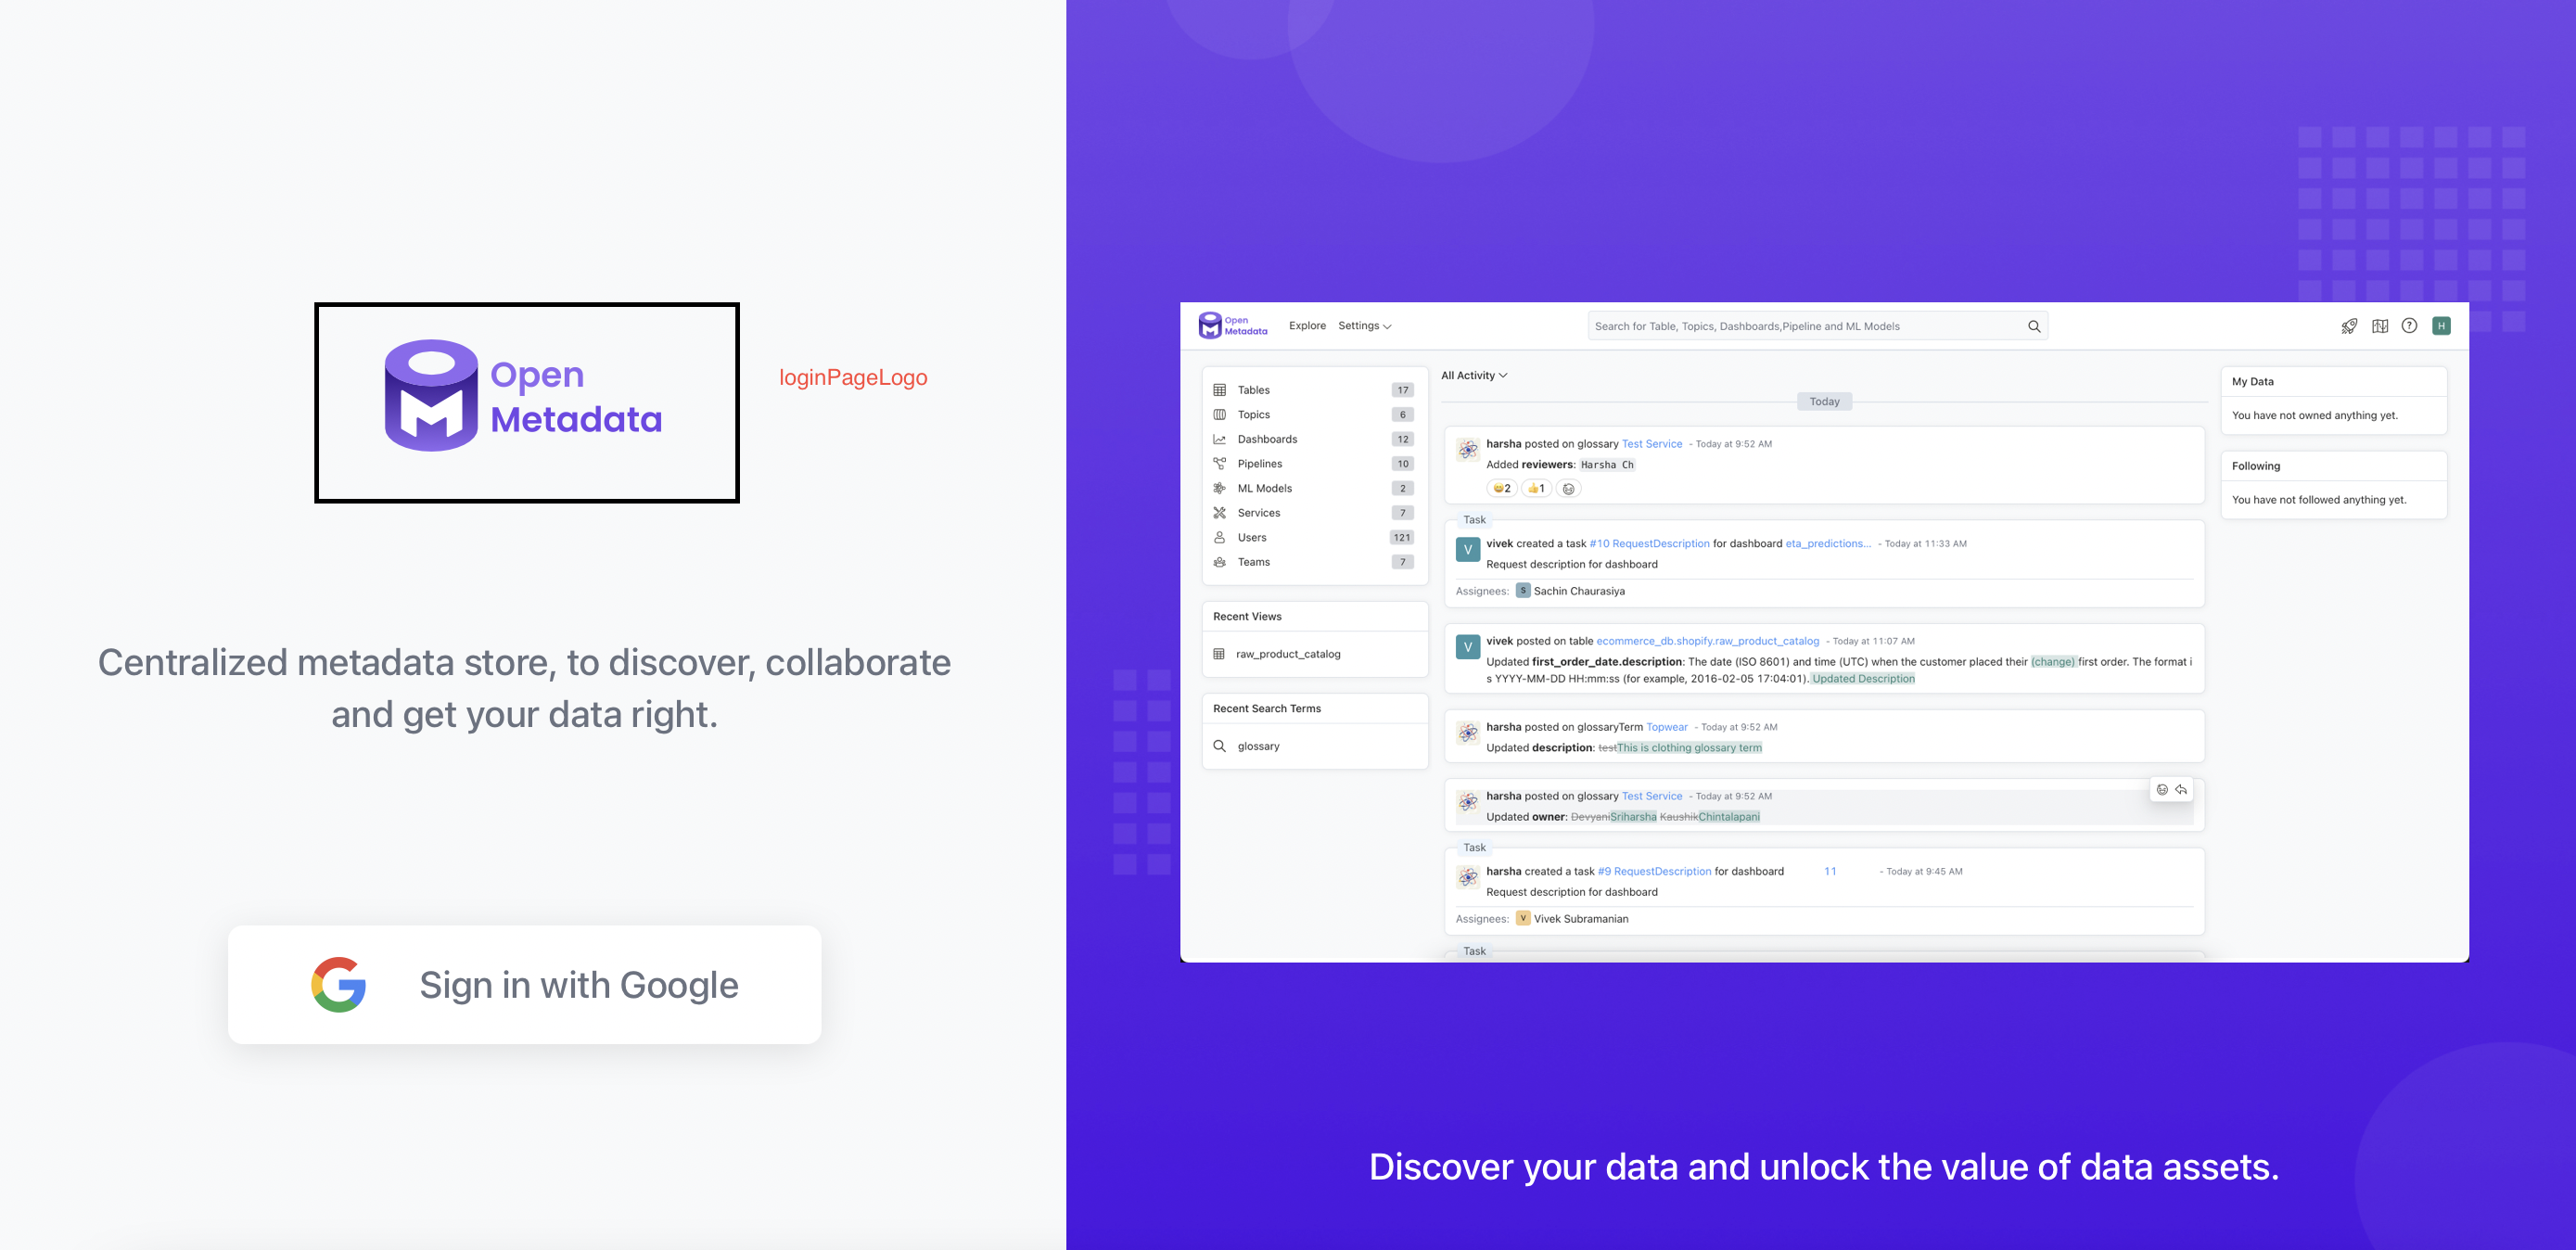 Open
Metadata
loginPageLogo
Centralized metadata store, to discover, collaborate
and get your data right.
Sign in with Google
Open
Metadata
Explore
Settings
Search for Table, Topics, Dashboards,Pipeline and ML Models
H
Tables 17
Topics 6
Dashboards 12
Pipelines 10
ML Models 2
Services 7
Users 121
Teams 7
Recent Views
raw_product_catalog
Recent Search Terms
glossary
All Activity
Today
harsha posted on glossary Test Service - Today at 9:52 AM
Added reviewers: Harsha Ch
2 1
Task
V
vivek created a task #10 RequestDescription for dashboard eta_predictions... - Today at 11:33 AM
Request description for dashboard
Assignees: S Sachin Chaurasiya
V
vivek posted on table ecommerce_db.shopify.raw_product_catalog - Today at 11:07 AM
Updated first_order_date.description: The date (ISO 8601) and time (UTC) when the customer placed their (change) first order. The format i
s YYYY-MM-DD HH:mm:ss (for example, 2016-02-05 17:04:01). Updated Description
harsha posted on glossaryTerm Topwear - Today at 9:52 AM
Updated description: testThis is clothing glossary term
harsha posted on glossary Test Service - Today at 9:52 AM
Updated owner: DevyaniSriharsha KaushikChintalapani
Task
harsha created a task #9 RequestDescription for dashboard 11 - Today at 9:45 AM
Request description for dashboard
Assignees: V Vivek Subramanian
Task
My Data
You have not owned anything yet.
Following
You have not followed anything yet.
Discover your data and unlock the value of data assets.